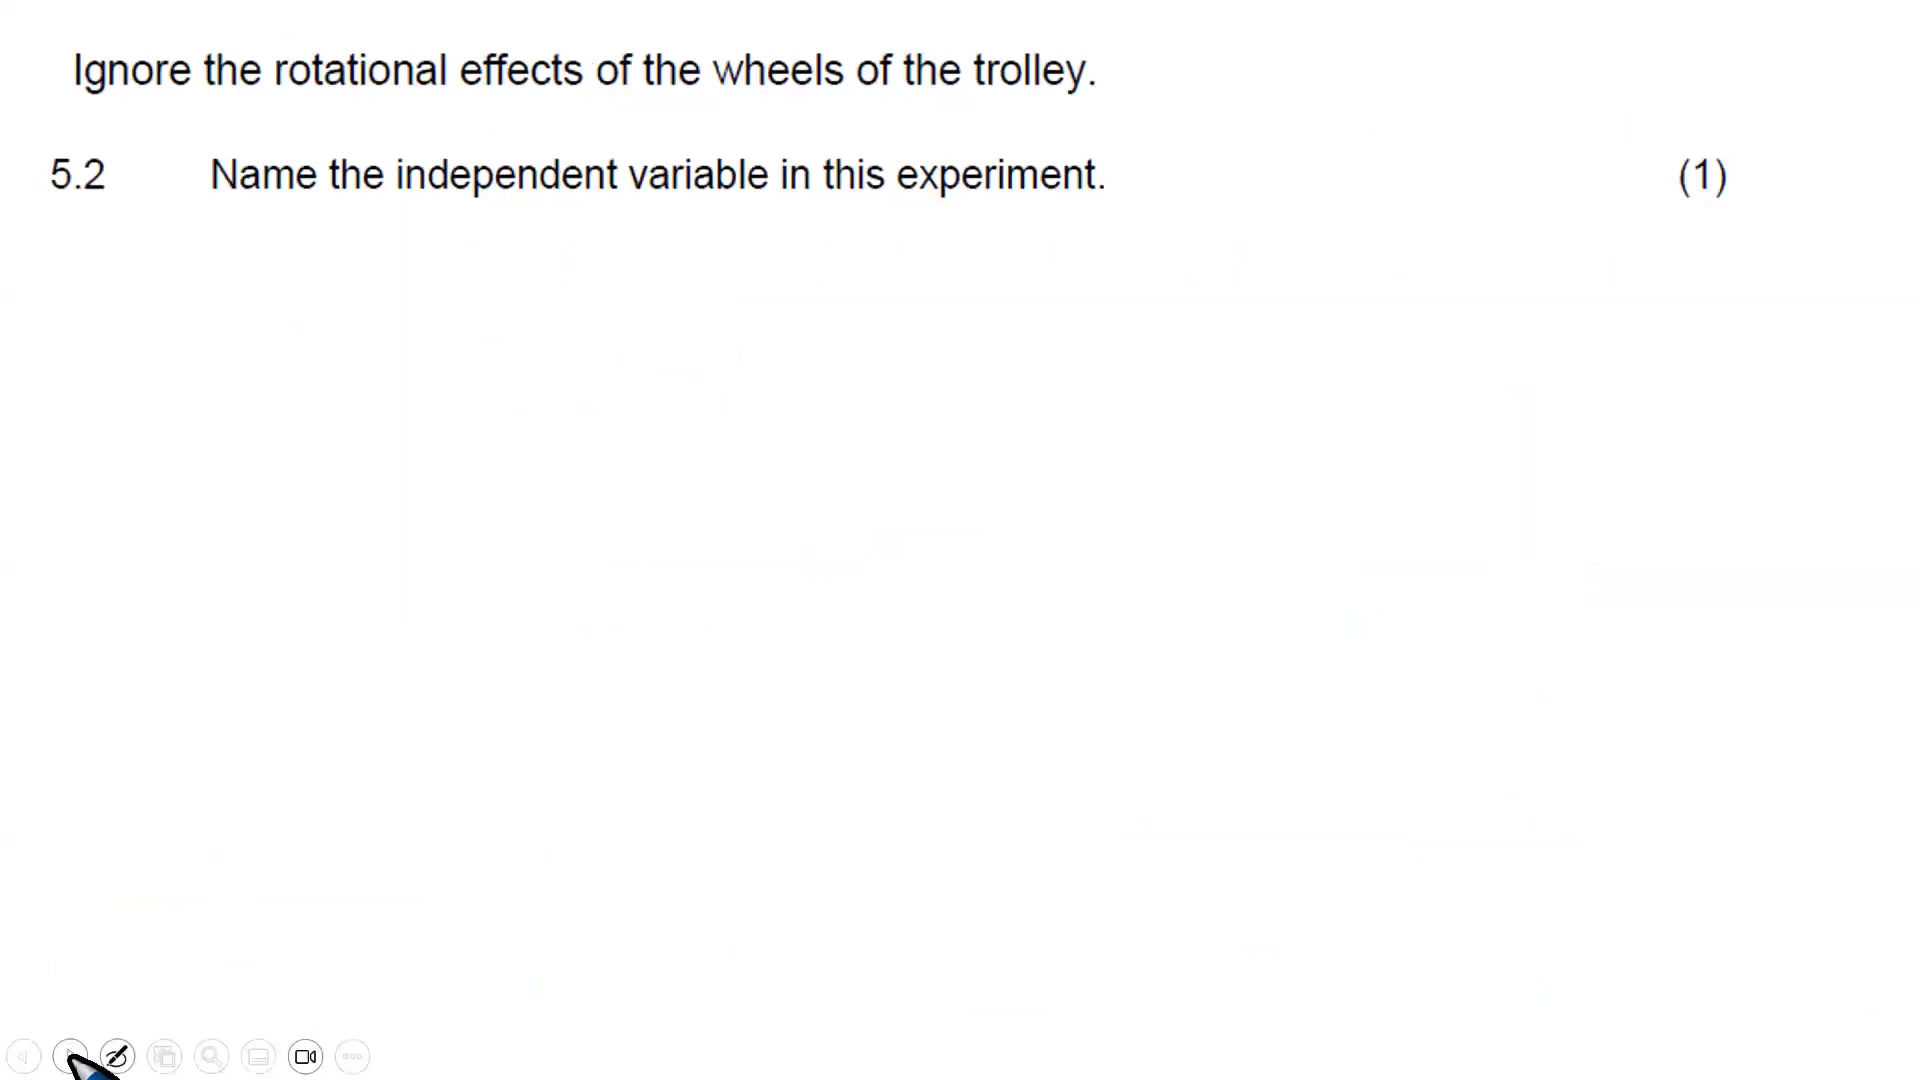 Ignore the rotational effects of the wheels of the trolley.
5.2 Name the independent variable in this experiment. (1)